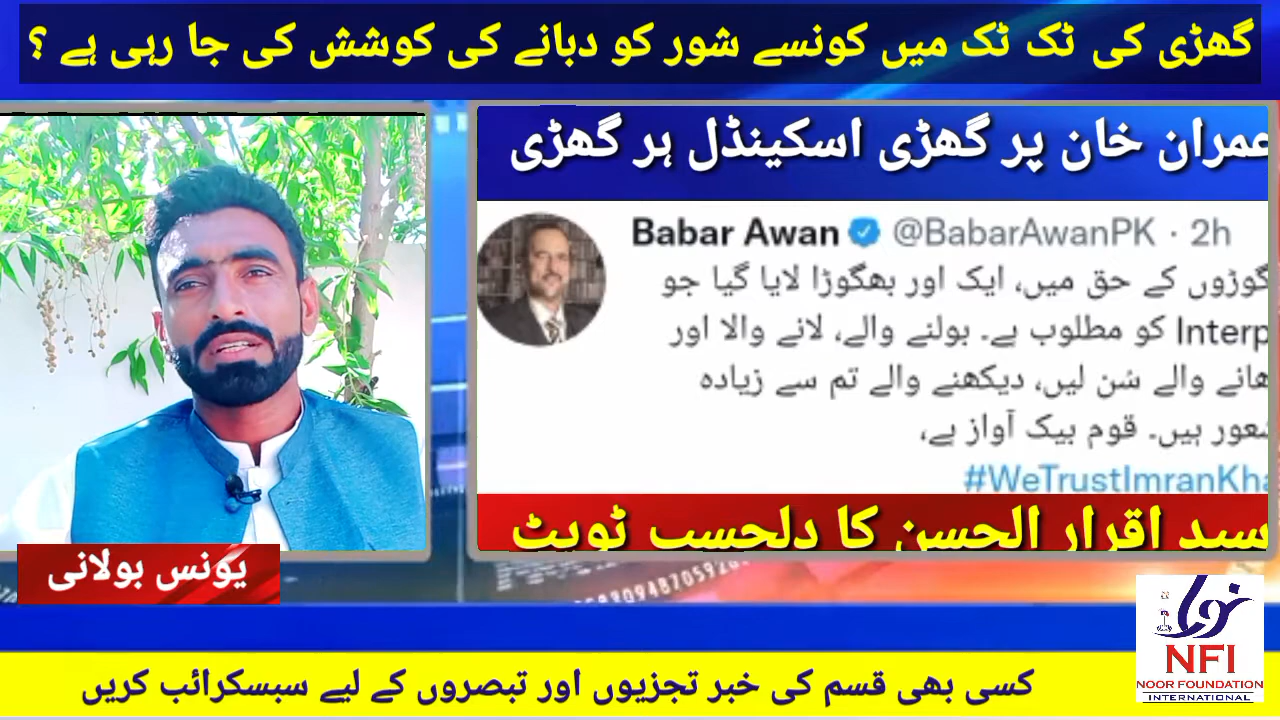 گھڑی کی ٹک ٹک میں کونسے شور کو دبانے کی کوشش کی جا رہی ہے ؟
عمران خان پر گھڑی اسکینڈل ہر گھڑی
Babar Awan @BabarAwanPK · 2h
گوڑوں کے حق میں، ایک اور بھگوڑا لایا گیا جو
Interp کو مطلوب ہے۔ بولنے والے، لانے والا اور
ھانے والے سُن لیں، دیکھنے والے تم سے زیادہ
شعور ہیں۔ قوم بیک آواز ہے،
#WeTrustImranKha
سید اقرار الحسن کا دلچسپ ٹویٹ
یونس بولانی
نور
NFI
NOOR FOUNDATION
INTERNATIONAL
کسی بھی قسم کی خبر تجزیوں اور تبصروں کے لیے سبسکرائب کریں